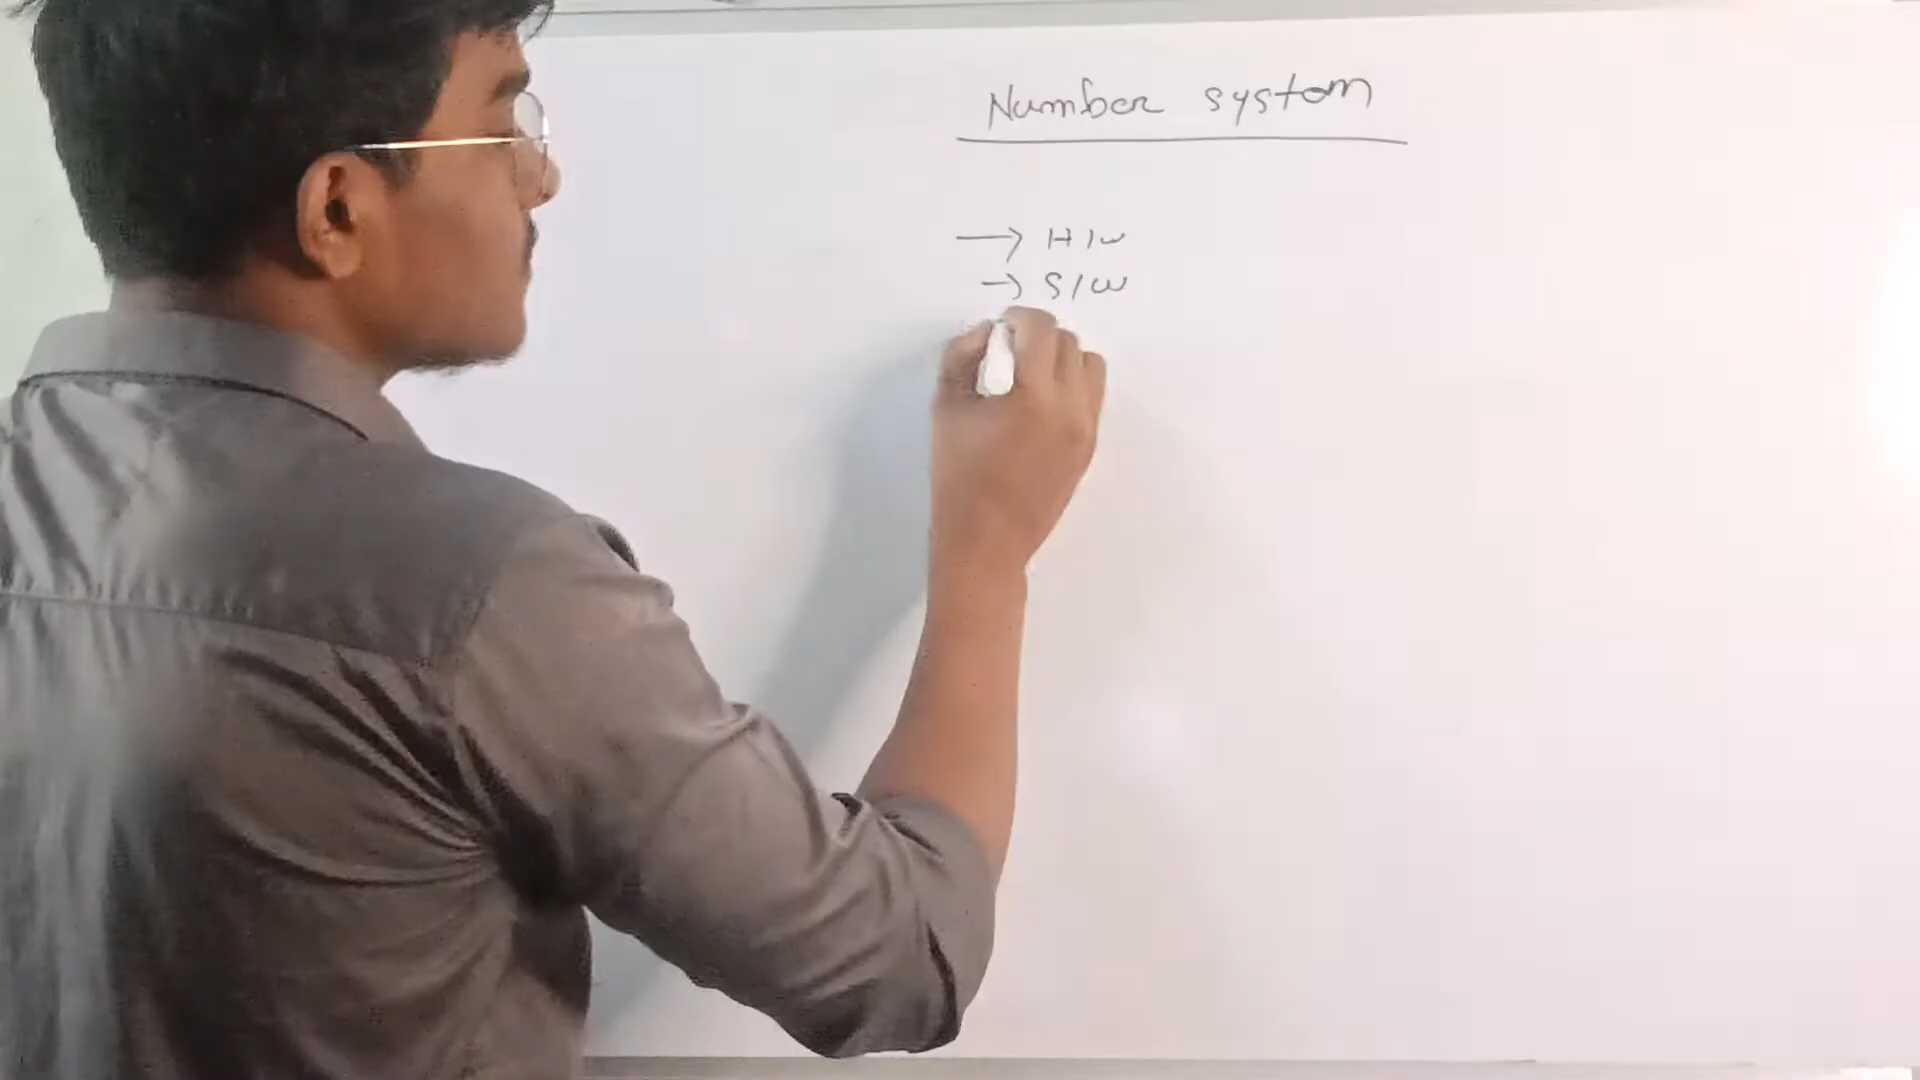 Number system
→ H/W
→ S/W